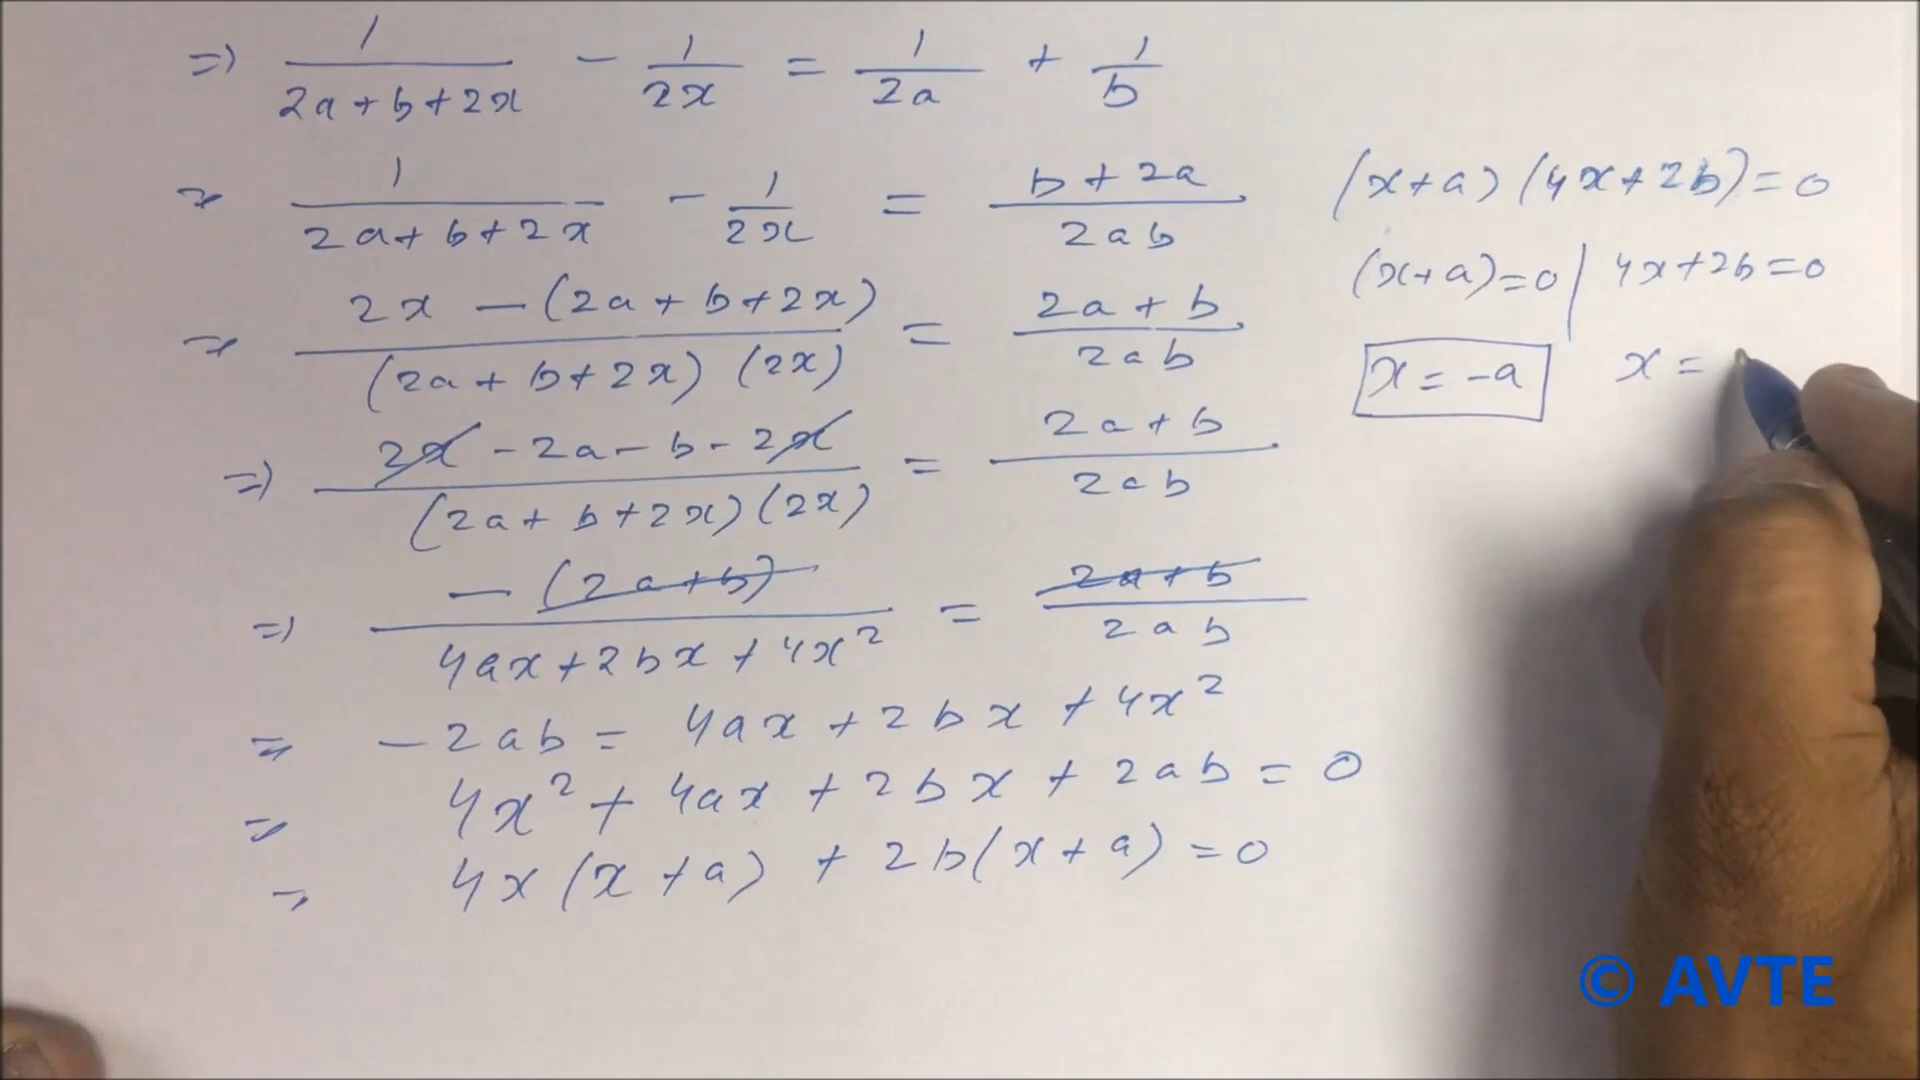 ⇒ 1/(2a+b+2x) - 1/(2x) = 1/(2a) + 1/b
⇒ 1/(2a+b+2x) - 1/(2x) = (b+2a)/(2ab)
⇒ (2x - (2a+b+2x))/((2a+b+2x)(2x)) = (2a+b)/(2ab)
⇒ (2x - 2a - b - 2x)/((2a+b+2x)(2x)) = (2a+b)/(2ab)
⇒ -(2a+b)/(4ax+2bx+4x²) = (2a+b)/(2ab)
⇒ -2ab = 4ax + 2bx + 4x²
⇒ 4x² + 4ax + 2bx + 2ab = 0
⇒ 4x(x+a) + 2b(x+a) = 0
(x+a)(4x+2b) = 0
(x+a) = 0 | 4x+2b = 0
x = -a x =
© AVTE